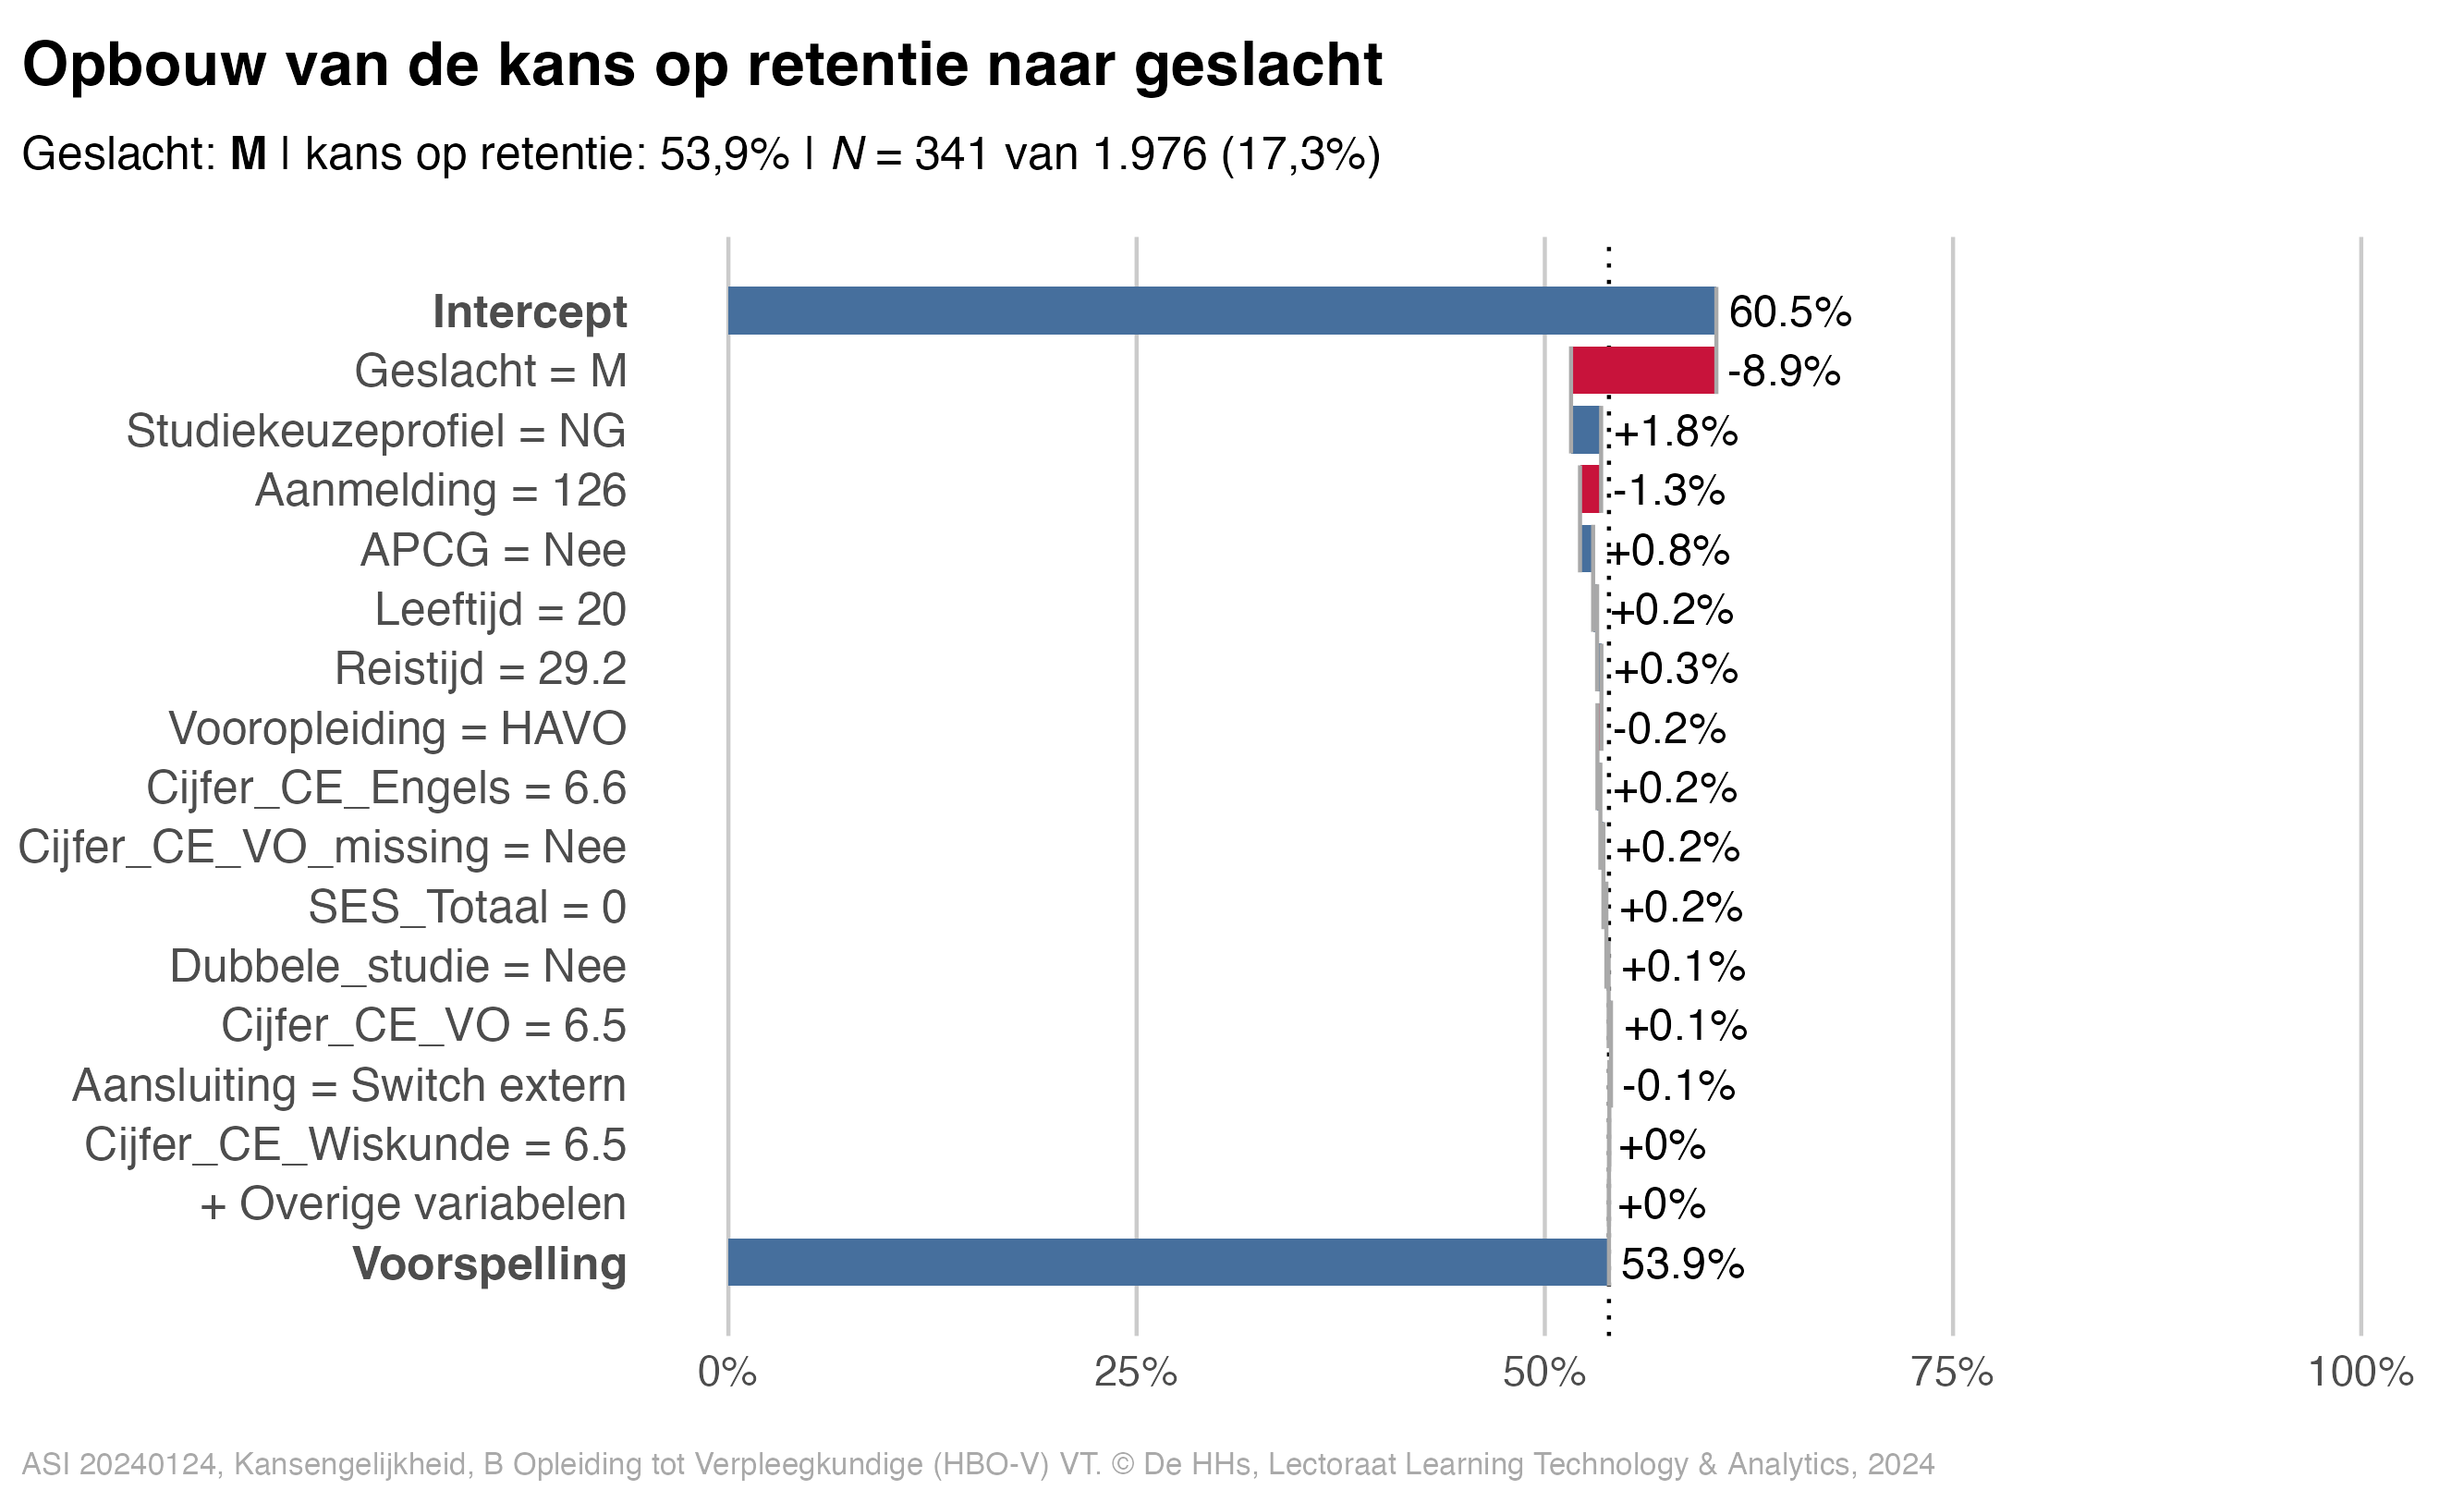 Opbouw van de kans op retentie naar geslacht
Geslacht: M | kans op retentie: 53,9% | N = 341 van 1.976 (17,3%)
Intercept 60.5%
Geslacht = M -8.9%
Studiekeuzeprofiel = NG +1.8%
Aanmelding = 126 -1.3%
APCG = Nee +0.8%
Leeftijd = 20 +0.2%
Reistijd = 29.2 +0.3%
Vooropleiding = HAVO -0.2%
Cijfer_CE_Engels = 6.6 +0.2%
Cijfer_CE_VO_missing = Nee +0.2%
SES_Totaal = 0 +0.2%
Dubbele_studie = Nee +0.1%
Cijfer_CE_VO = 6.5 +0.1%
Aansluiting = Switch extern -0.1%
Cijfer_CE_Wiskunde = 6.5 +0%
+ Overige variabelen +0%
Voorspelling 53.9%
0% 25% 50% 75% 100%
ASI 20240124, Kansengelijkheid, B Opleiding tot Verpleegkundige (HBO-V) VT. © De HHs, Lectoraat Learning Technology & Analytics, 2024